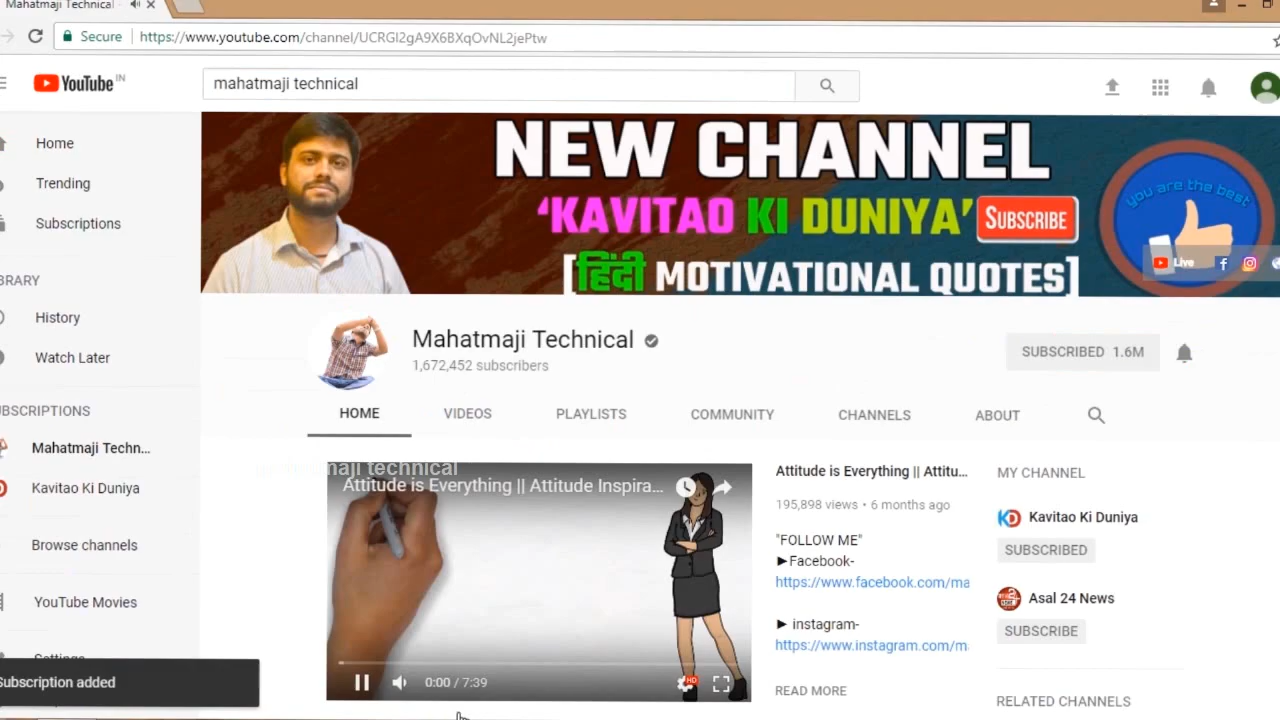 Mahatmaji Technical
Secure
https://www.youtube.com/channel/UCRGl2gA9X6BXqOvNL2jePtw
YouTube IN
mahatmaji technical
Home
Trending
Subscriptions
BRARY
History
Watch Later
UBSCRIPTIONS
Mahatmaji Techn...
Kavitao Ki Duniya
Browse channels
YouTube Movies
Settings
Subscription added
NEW CHANNEL
'KAVITAO KI DUNIYA'
SUBSCRIBE
[हिंदी MOTIVATIONAL QUOTES]
you are the best
Live
Mahatmaji Technical
1,672,452 subscribers
SUBSCRIBED 1.6M
HOME
VIDEOS
PLAYLISTS
COMMUNITY
CHANNELS
ABOUT
technical
Attitude is Everything || Attitude Inspira...
0:00 / 7:39
HD
Attitude is Everything || Attitu...
195,898 views • 6 months ago
"FOLLOW ME"
►Facebook-
https://www.facebook.com/ma
► instagram-
https://www.instagram.com/m
READ MORE
MY CHANNEL
Kavitao Ki Duniya
SUBSCRIBED
Asal 24 News
SUBSCRIBE
RELATED CHANNELS